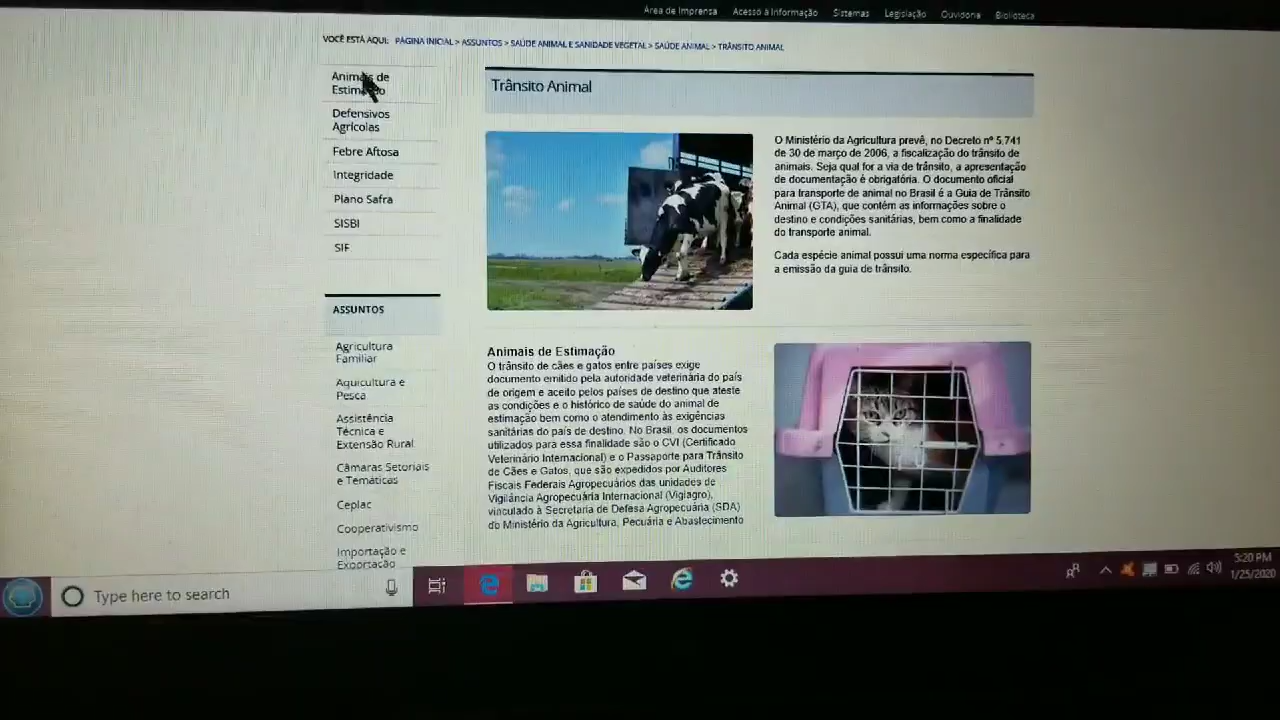 Área de Imprensa Acesso à Informação Sistemas Legislação Ouvidoria Biblioteca
VOCÊ ESTÁ AQUI: PÁGINA INICIAL > ASSUNTOS > SAÚDE ANIMAL E SANIDADE VEGETAL > SAÚDE ANIMAL > TRÂNSITO ANIMAL
Animais de
Estimação
Defensivos
Agrícolas
Febre Aftosa
Integridade
Plano Safra
SISBI
SIF
ASSUNTOS
Agricultura
Familiar
Aquicultura e
Pesca
Assistência
Técnica e
Extensão Rural
Câmaras Setoriais
e Temáticas
Ceplac
Cooperativismo
Importação e
Exportação
Trânsito Animal
O Ministério da Agricultura prevê, no Decreto nº 5.741
de 30 de março de 2006, a fiscalização do trânsito de
animais. Seja qual for a via de trânsito, a apresentação
de documentação é obrigatória. O documento oficial
para transporte de animal no Brasil é a Guia de Trânsito
Animal (GTA), que contém as informações sobre o
destino e condições sanitárias, bem como a finalidade
do transporte animal.
Cada espécie animal possui uma norma específica para
a emissão da guia de trânsito.
Animais de Estimação
O trânsito de cães e gatos entre países exige
documento emitido pela autoridade veterinária do país
de origem e aceito pelos países de destino que ateste
as condições e o histórico de saúde do animal de
estimação bem como o atendimento às exigências
sanitárias do país de destino. No Brasil, os documentos
utilizados para essa finalidade são o CVI (Certificado
Veterinário Internacional) e o Passaporte para Trânsito
de Cães e Gatos, que são expedidos por Auditores
Fiscais Federais Agropecuários das unidades de
Vigilância Agropecuária Internacional (Vigiagro),
vinculado à Secretaria de Defesa Agropecuária (SDA)
do Ministério da Agricultura, Pecuária e Abastecimento
Type here to search
5:20 PM
1/25/2020